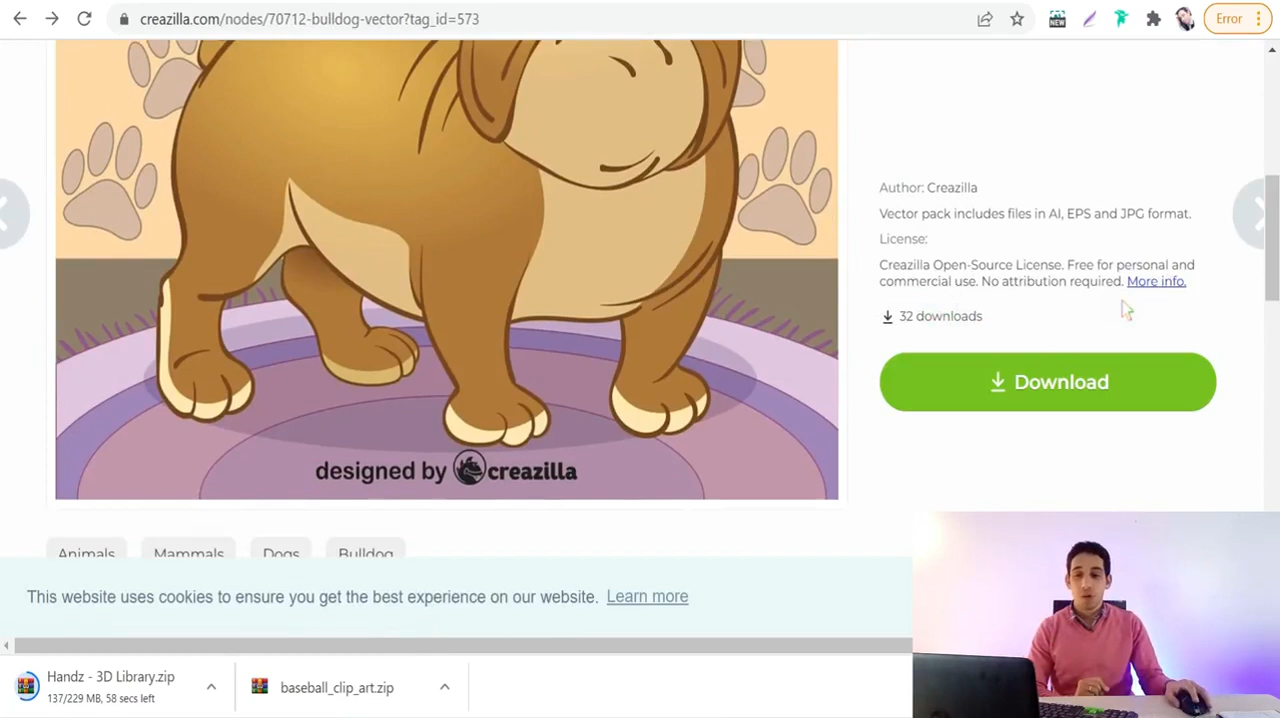 creazilla.com/nodes/70712-bulldog-vector?tag_id=573
NEW
Error
Author: Creazilla
Vector pack includes files in AI, EPS and JPG format.
License:
Creazilla Open-Source License. Free for personal and
commercial use. No attribution required. More info.
32 downloads
Download
designed by creazilla
Animals
Mammals
Dogs
Bulldog
This website uses cookies to ensure you get the best experience on our website. Learn more
Handz - 3D Library.zip
137/229 MB, 58 secs left
baseball_clip_art.zip